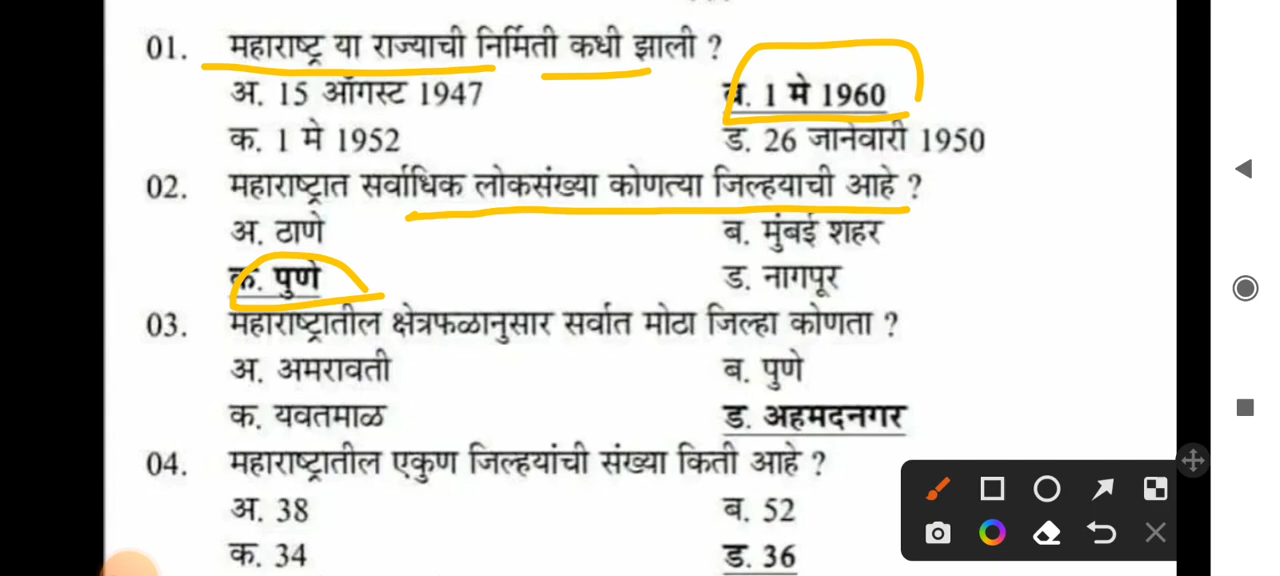 01. महाराष्ट्र या राज्याची निर्मिती कधी झाली ?
अ. 15 ऑगस्ट 1947 ब. 1 मे 1960
क. 1 मे 1952 ड. 26 जानेवारी 1950
02. महाराष्ट्रात सर्वाधिक लोकसंख्या कोणत्या जिल्हयाची आहे ?
अ. ठाणे ब. मुंबई शहर
क. पुणे ड. नागपूर
03. महाराष्ट्रातील क्षेत्रफळानुसार सर्वात मोठा जिल्हा कोणता ?
अ. अमरावती ब. पुणे
क. यवतमाळ ड. अहमदनगर
04. महाराष्ट्रातील एकुण जिल्हयांची संख्या किती आहे ?
अ. 38 ब. 52
क. 34 ड. 36